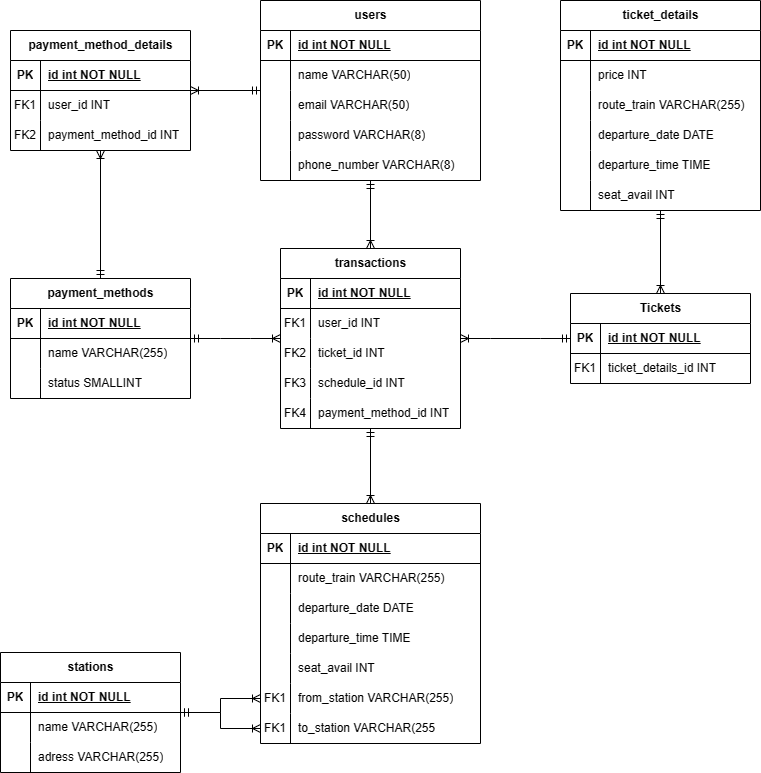 payment_method_details
PK id int NOT NULL
FK1 user_id INT
FK2 payment_method_id INT
users
PK id int NOT NULL
name VARCHAR(50)
email VARCHAR(50)
password VARCHAR(8)
phone_number VARCHAR(8)
ticket_details
PK id int NOT NULL
price INT
route_train VARCHAR(255)
departure_date DATE
departure_time TIME
seat_avail INT
payment_methods
PK id int NOT NULL
name VARCHAR(255)
status SMALLINT
transactions
PK id int NOT NULL
FK1 user_id INT
FK2 ticket_id INT
FK3 schedule_id INT
FK4 payment_method_id INT
Tickets
PK id int NOT NULL
FK1 ticket_details_id INT
schedules
PK id int NOT NULL
route_train VARCHAR(255)
departure_date DATE
departure_time TIME
seat_avail INT
FK1 from_station VARCHAR(255)
FK1 to_station VARCHAR(255
stations
PK id int NOT NULL
name VARCHAR(255)
adress VARCHAR(255)